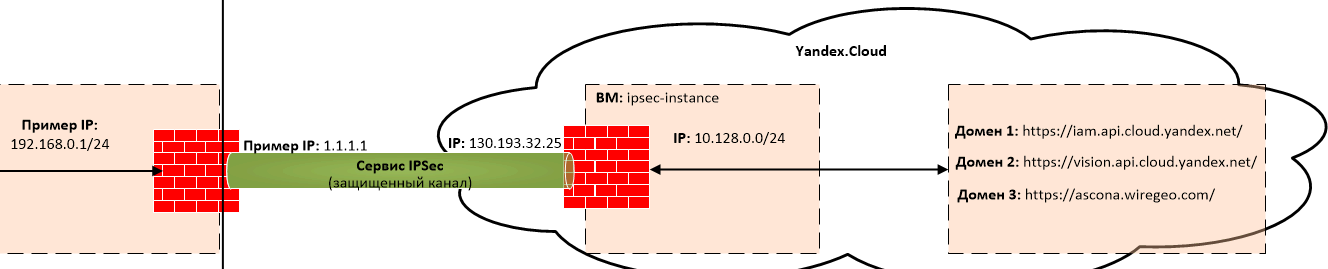 Yandex.Cloud
Пример IP:
192.168.0.1/24
Пример IP: 1.1.1.1
IP: 130.193.32.25
Сервис IPSec
(защищенный канал)
ВМ: ipsec-instance
IP: 10.128.0.0/24
Домен 1: https://iam.api.cloud.yandex.net/
Домен 2: https://vision.api.cloud.yandex.net/
Домен 3: https://ascona.wiregeo.com/